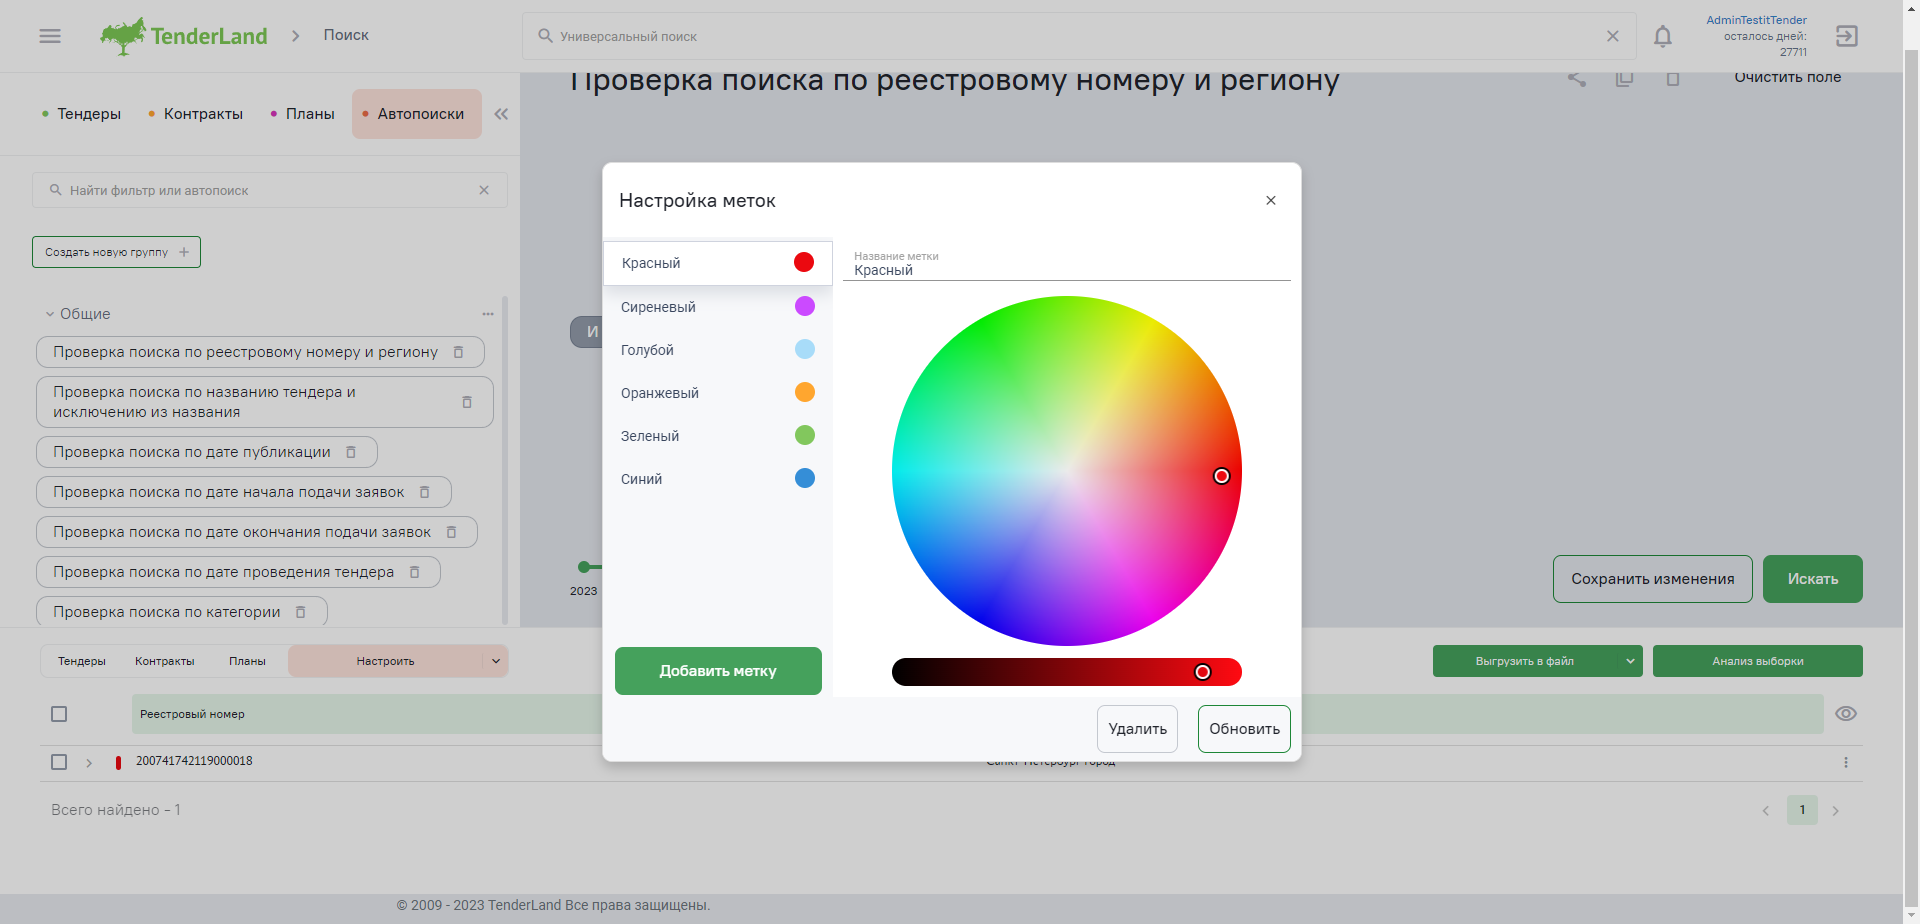 TenderLand
Поиск
Универсальный поиск
AdminTestitTender
осталось дней:
27711
Тендеры
Контракты
Планы
Автопоиски
Проверка поиска по реестровому номеру и региону
Очистить поле
Найти фильтр или автопоиск
Создать новую группу
Общие
Проверка поиска по реестровому номеру и региону
Проверка поиска по названию тендера и
исключению из названия
Проверка поиска по дате публикации
Проверка поиска по дате начала подачи заявок
Проверка поиска по дате окончания подачи заявок
Проверка поиска по дате проведения тендера
Проверка поиска по категории
И
2023
Настройка меток
Красный
Сиреневый
Голубой
Оранжевый
Зеленый
Синий
Добавить метку
Название метки
Красный
Удалить
Обновить
Сохранить изменения
Искать
Тендеры
Контракты
Планы
Настроить
Выгрузить в файл
Анализ выборки
Реестровый номер
200741742119000018
Санкт-Петербург город
Всего найдено - 1
1
© 2009 - 2023 TenderLand Все права защищены.